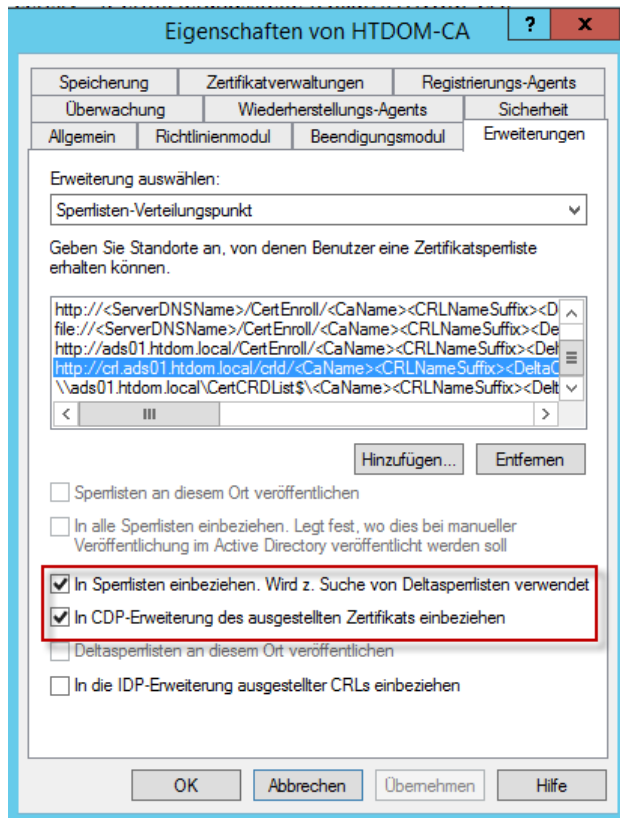 Eigenschaften von HTDOM-CA
?
x
Speicherung Zertifikatverwaltungen Registrierungs-Agents
Überwachung Wiederherstellungs-Agents Sicherheit
Allgemein Richtlinienmodul Beendigungsmodul Erweiterungen
Erweiterung auswählen:
Sperrlisten-Verteilungspunkt
Geben Sie Standorte an, von denen Benutzer eine Zertifikatsperrliste
erhalten können.
http://<ServerDNSName>/CertEnroll/<CaName><CRLNameSuffix><D
file://<ServerDNSName>/CertEnroll/<CaName><CRLNameSuffix><De
http://ads01.htdom.local/CertEnroll/<CaName><CRLNameSuffix><Delt
http://crl.ads01.htdom.local/crld/<CaName><CRLNameSuffix><DeltaC
\\ads01.htdom.local\CertCRDList$\<CaName><CRLNameSuffix><Delt
Hinzufügen... Entfernen
Sperrlisten an diesem Ort veröffentlichen
In alle Sperrlisten einbeziehen. Legt fest, wo dies bei manueller
Veröffentlichung im Active Directory veröffentlicht werden soll
In Sperrlisten einbeziehen. Wird z. Suche von Deltasperrlisten verwendet
In CDP-Erweiterung des ausgestellten Zertifikats einbeziehen
Deltasperrlisten an diesem Ort veröffentlichen
In die IDP-Erweiterung ausgestellter CRLs einbeziehen
OK Abbrechen Übernehmen Hilfe